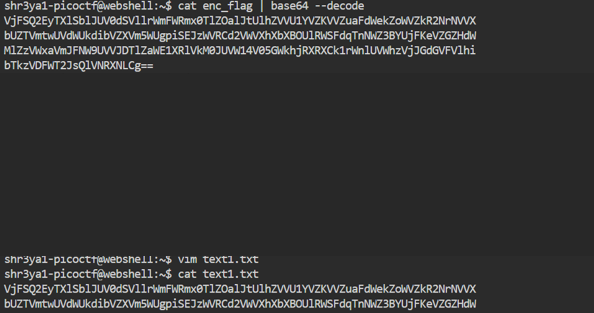 shr3ya1-picoctf@webshell:~$ cat enc_flag | base64 --decode
VjFSQ2EyTXlSblJUV0dSVllrWmFWRmx0TlZOalJtUlhZVVU1YVZKVVZuaFdWekZoWVZkR2NrNVVX
bUZTVmtwUVdWUkdibVZXVm5WUgpiSEJzWVRCd2VWVXhXbXBOUlRWSFdqTnNWZ3BYUjFKeVZGZHdW
MlZzVWxaVmJFNW9UVVJDTlZaWE1XRlVkM0JUVW14V05GWkhjRXRXCk1rWnlUVWhzVjJGdGVFVlhi
bTkzVDFWT2JsQlVNRXNLCg==
shr3ya1-picoctf@webshell:~$ vim text1.txt
shr3ya1-picoctf@webshell:~$ cat text1.txt
VjFSQ2EyTXlSblJUV0dSVllrWmFWRmx0TlZOalJtUlhZVVU1YVZKVVZuaFdWekZoWVZkR2NrNVVX
bUZTVmtwUVdWUkdibVZXVm5WUgpiSEJzWVRCd2VWVXhXbXBOUlRWSFdqTnNWZ3BYUjFKeVZGZHdW